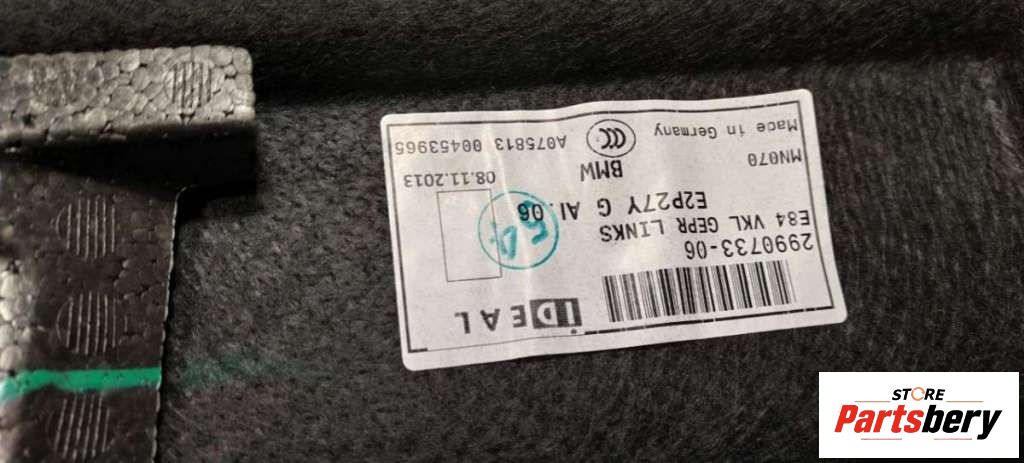 iDEAL
2990733-06
E84 VKL GEPR LINKS
E2P27Y G AI.06
MN070
BMW
08.11.2013
Made in Germany
CCC
A075813 00453965
STORE
Partsbery